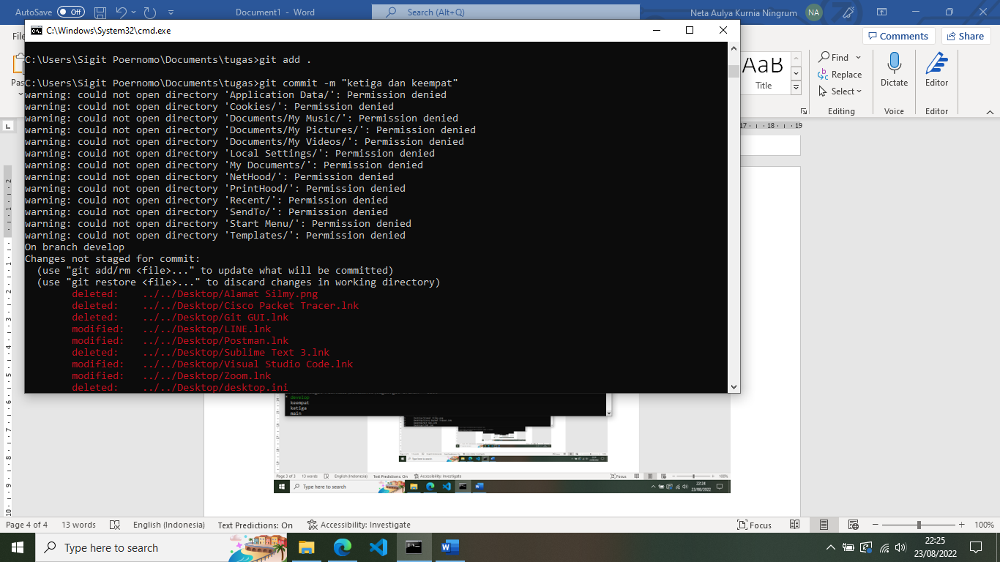 AutoSave Off Document1 - Word Search (Alt+Q) Neta Aulya Kurnia Ningrum NA
C:\Windows\System32\cmd.exe
Comments Share
C:\Users\Sigit Poernomo\Documents\tugas>git add .
C:\Users\Sigit Poernomo\Documents\tugas>git commit -m "ketiga dan keempat"
warning: could not open directory 'Application Data/': Permission denied
warning: could not open directory 'Cookies/': Permission denied
warning: could not open directory 'Documents/My Music/': Permission denied
warning: could not open directory 'Documents/My Pictures/': Permission denied
warning: could not open directory 'Documents/My Videos/': Permission denied
warning: could not open directory 'Local Settings/': Permission denied
warning: could not open directory 'My Documents/': Permission denied
warning: could not open directory 'NetHood/': Permission denied
warning: could not open directory 'PrintHood/': Permission denied
warning: could not open directory 'Recent/': Permission denied
warning: could not open directory 'SendTo/': Permission denied
warning: could not open directory 'Start Menu/': Permission denied
warning: could not open directory 'Templates/': Permission denied
On branch develop
Changes not staged for commit:
(use "git add/rm <file>..." to update what will be committed)
(use "git restore <file>..." to discard changes in working directory)
deleted: ../../Desktop/Alamat Silmy.png
deleted: ../../Desktop/Cisco Packet Tracer.lnk
deleted: ../../Desktop/Git GUI.lnk
modified: ../../Desktop/LINE.lnk
modified: ../../Desktop/Postman.lnk
deleted: ../../Desktop/Sublime Text 3.lnk
modified: ../../Desktop/Visual Studio Code.lnk
modified: ../../Desktop/Zoom.lnk
deleted: ../../Desktop/desktop.ini
AaB
Title
Find
Replace
Select
Editing
Dictate
Voice
Editor
Editor
17 18 19
* develop
keempat
ketiga
main
Page 3 of 3 13 words English (Indonesia) Text Predictions: On Accessibility: Investigate Focus 100%
Type here to search 22:24
23/08/2022
Page 4 of 4 13 words English (Indonesia) Text Predictions: On Accessibility: Investigate Focus 100%
Type here to search 22:25
23/08/2022